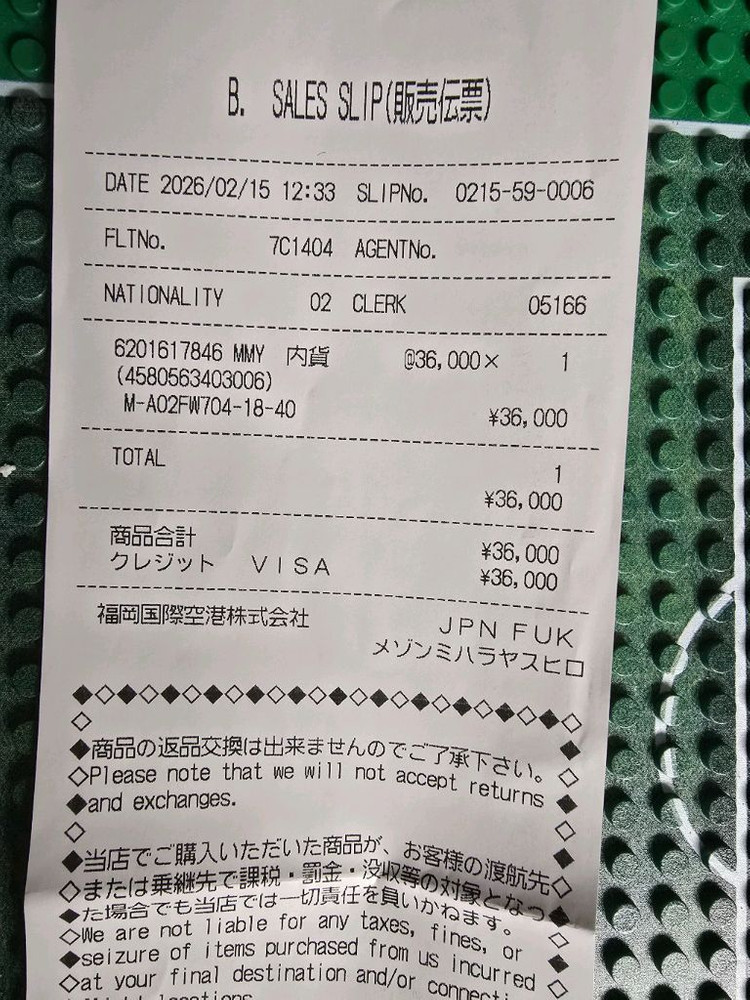 B. SALES SLIP(販売伝票)
DATE 2026/02/15 12:33 SLIPNo. 0215-59-0006
FLTNo. 7C1404 AGENTNo.
NATIONALITY 02 CLERK 05166
6201617846 MMY 内貨 @36,000× 1
(4580563403006)
M-A02FW704-18-40 ¥36,000
TOTAL 1
¥36,000
商品合計 ¥36,000
クレジット VISA ¥36,000
福岡国際空港株式会社 JPN FUK
メゾンミハラヤスヒロ
◆◇◆◇◆◇◆◇◆◇◆◇◆◇◆◇◆◇◆◇◆◇◆◇
◇
◆商品の返品交換は出来ませんのでご了承下さい。◆
◇Please note that we will not accept returns◇
◆and exchanges.◆
◇◇
◆当店でご購入いただいた商品が、お客様の渡航先◆
◇または乗継先で課税・罰金・没収等の対象となっ◇
◆た場合でも当店では一切責任を負いかねます。◆
◇We are not liable for any taxes, fines, or◇
◆seizure of items purchased from us incurred◆
◇at your final destination and/or connecti◇
locations.